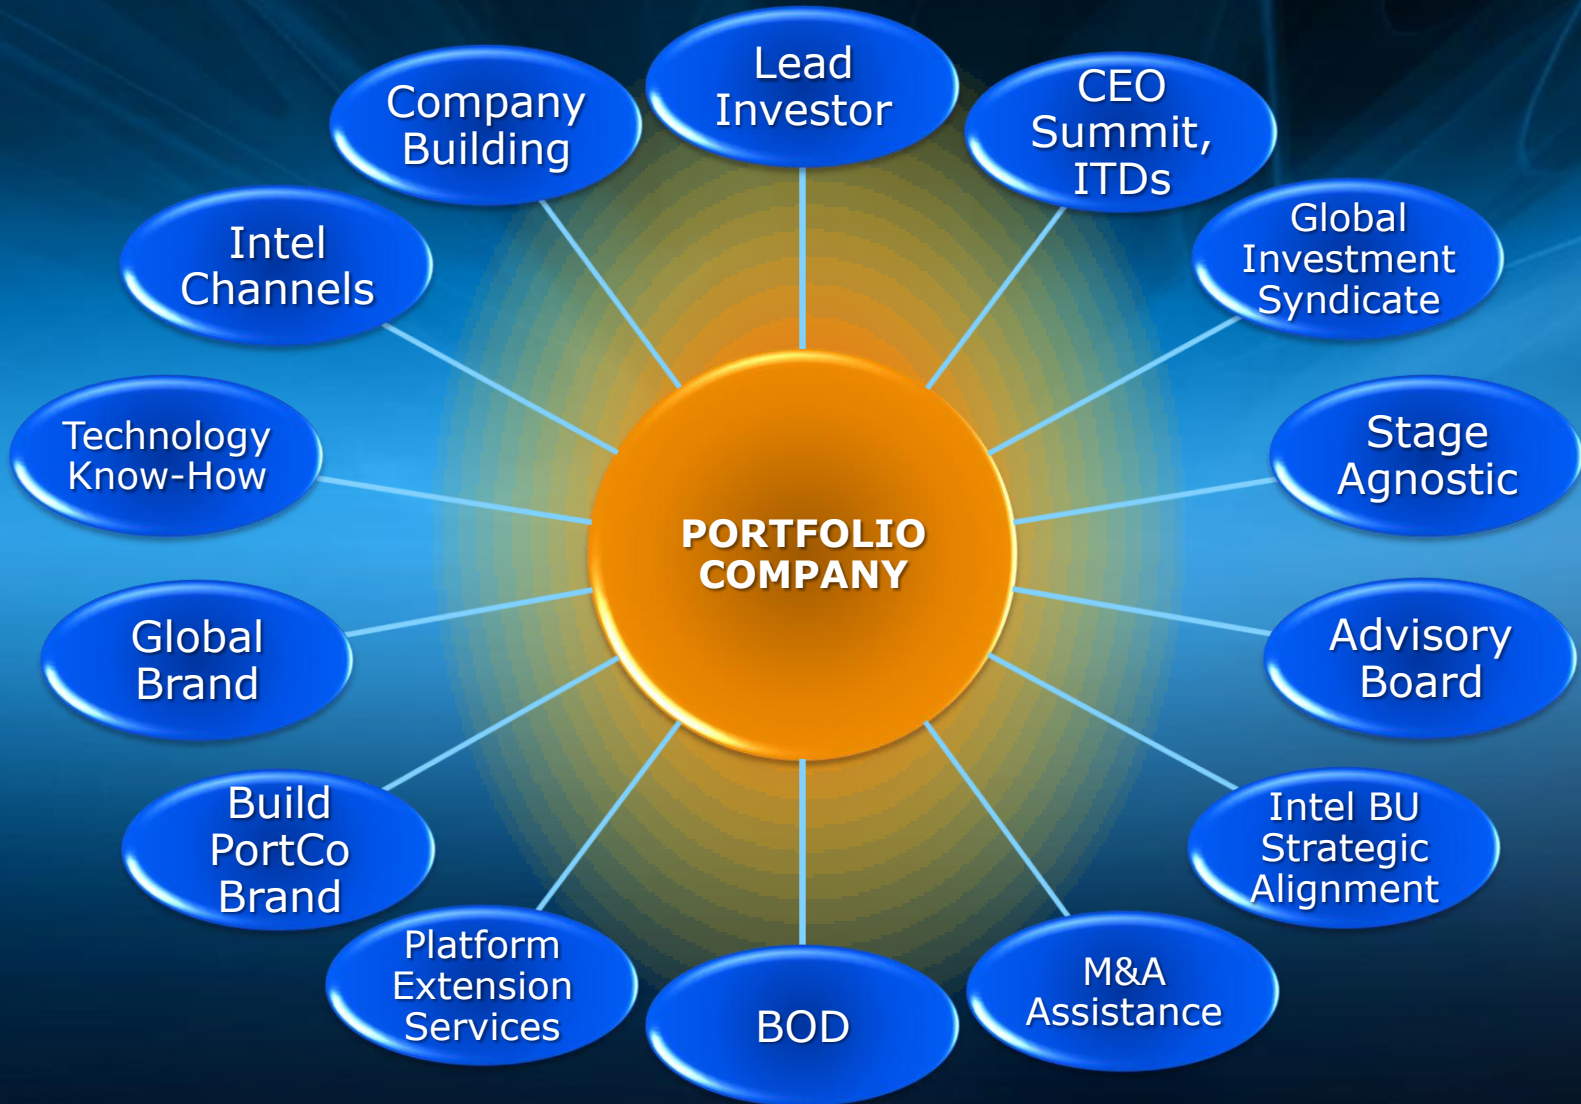 Lead
Investor
CEO
Summit,
ITDs
Global
Investment
Syndicate
Stage
Agnostic
Advisory
Board
Intel BU
Strategic
Alignment
M&A
Assistance
BOD
Platform
Extension
Services
Build
PortCo
Brand
Global
Brand
Technology
Know-How
Intel
Channels
Company
Building
PORTFOLIO
COMPANY